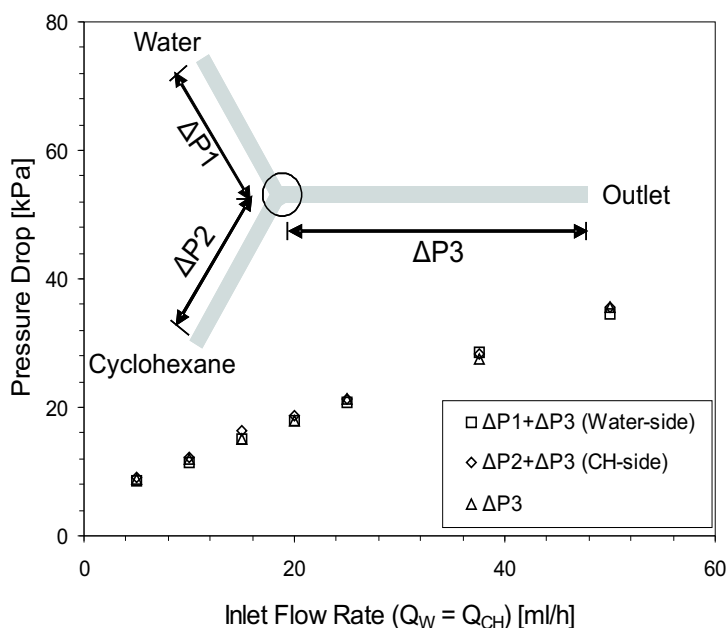 80
60
40
20
0
0
20
40
60
Pressure Drop [kPa]
Inlet Flow Rate (Q_W = Q_CH) [ml/h]
Water
ΔP1
ΔP2
Cyclohexane
ΔP3
Outlet
ΔP1+ΔP3 (Water-side)
ΔP2+ΔP3 (CH-side)
ΔP3